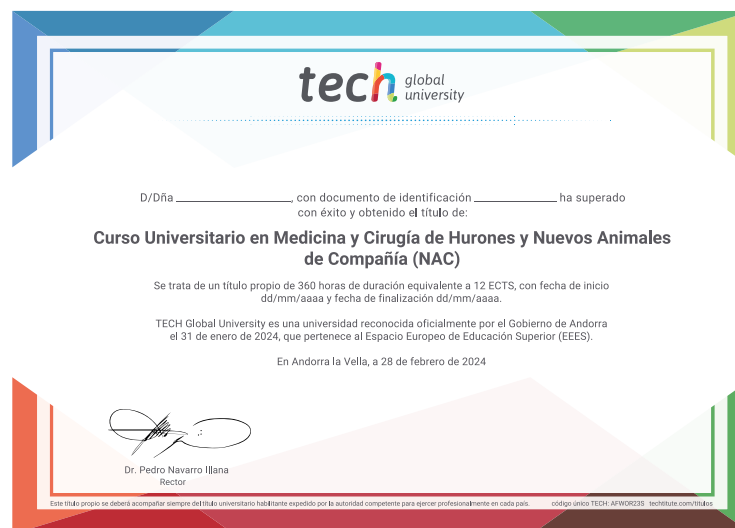 tech global university
D/Dña ______________, con documento de identificación __________ ha superado
con éxito y obtenido el título de:
Curso Universitario en Medicina y Cirugía de Hurones y Nuevos Animales
de Compañía (NAC)
Se trata de un título propio de 360 horas de duración equivalente a 12 ECTS, con fecha de inicio
dd/mm/aaaa y fecha de finalización dd/mm/aaaa.
TECH Global University es una universidad reconocida oficialmente por el Gobierno de Andorra
el 31 de enero de 2024, que pertenece al Espacio Europeo de Educación Superior (EEES).
En Andorra la Vella, a 28 de febrero de 2024
Dr. Pedro Navarro Illana
Rector
Este título propio se deberá acompañar siempre del título universitario habilitante expedido por la autoridad competente para ejercer profesionalmente en cada país. código único TECH: AFWOR23S techtitute.com/titulos